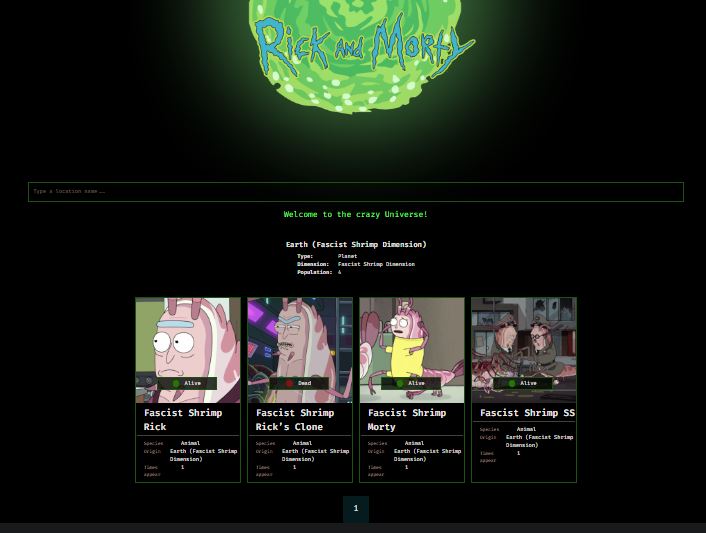 Rick and Morty
Type a location name...
Welcome to the crazy Universe!
Earth (Fascist Shrimp Dimension)
Type: Planet
Dimension: Fascist Shrimp Dimension
Population: 4
Alive
Fascist Shrimp
Rick
Species Animal
Origin Earth (Fascist Shrimp
Dimension)
Times 1
appear
Dead
Fascist Shrimp
Rick's Clone
Species Animal
Origin Earth (Fascist Shrimp
Dimension)
Times 1
appear
Alive
Fascist Shrimp
Morty
Species Animal
Origin Earth (Fascist Shrimp
Dimension)
Times 1
appear
Alive
Fascist Shrimp SS
Species Animal
Origin Earth (Fascist Shrimp
Dimension)
Times 1
appear
1